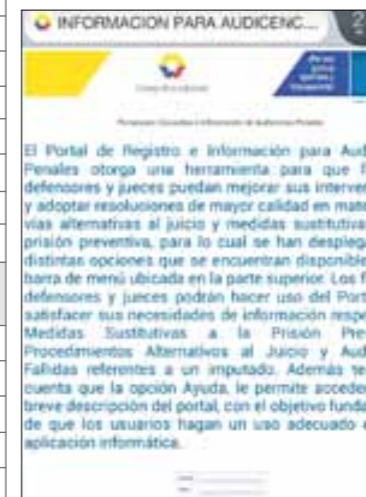 INFORMACION PARA AUDICENC...
2
El Portal de Registro e Información para Aud
Penales otorga una herramienta para que f
defensores y jueces puedan mejorar sus interven
y adoptar resoluciones de mayor calidad en mate
vías alternativas al juicio y medidas sustitutiva
prisión preventiva, para lo cual se han desplega
distintas opciones que se encuentran disponible
barra de menú ubicada en la parte superior. Los f
defensores y jueces podrán hacer uso del Port
satisfacer sus necesidades de información respe
Medidas Sustitutivas a la Prisión Pre
Procedimientos Alternativos al Juicio y Aud
Fallidas referentes a un imputado. Además te
cuenta que la opción Ayuda, le permite accede
breve descripción del portal, con el objetivo funda
de que los usuarios hagan un uso adecuado
aplicación informática.